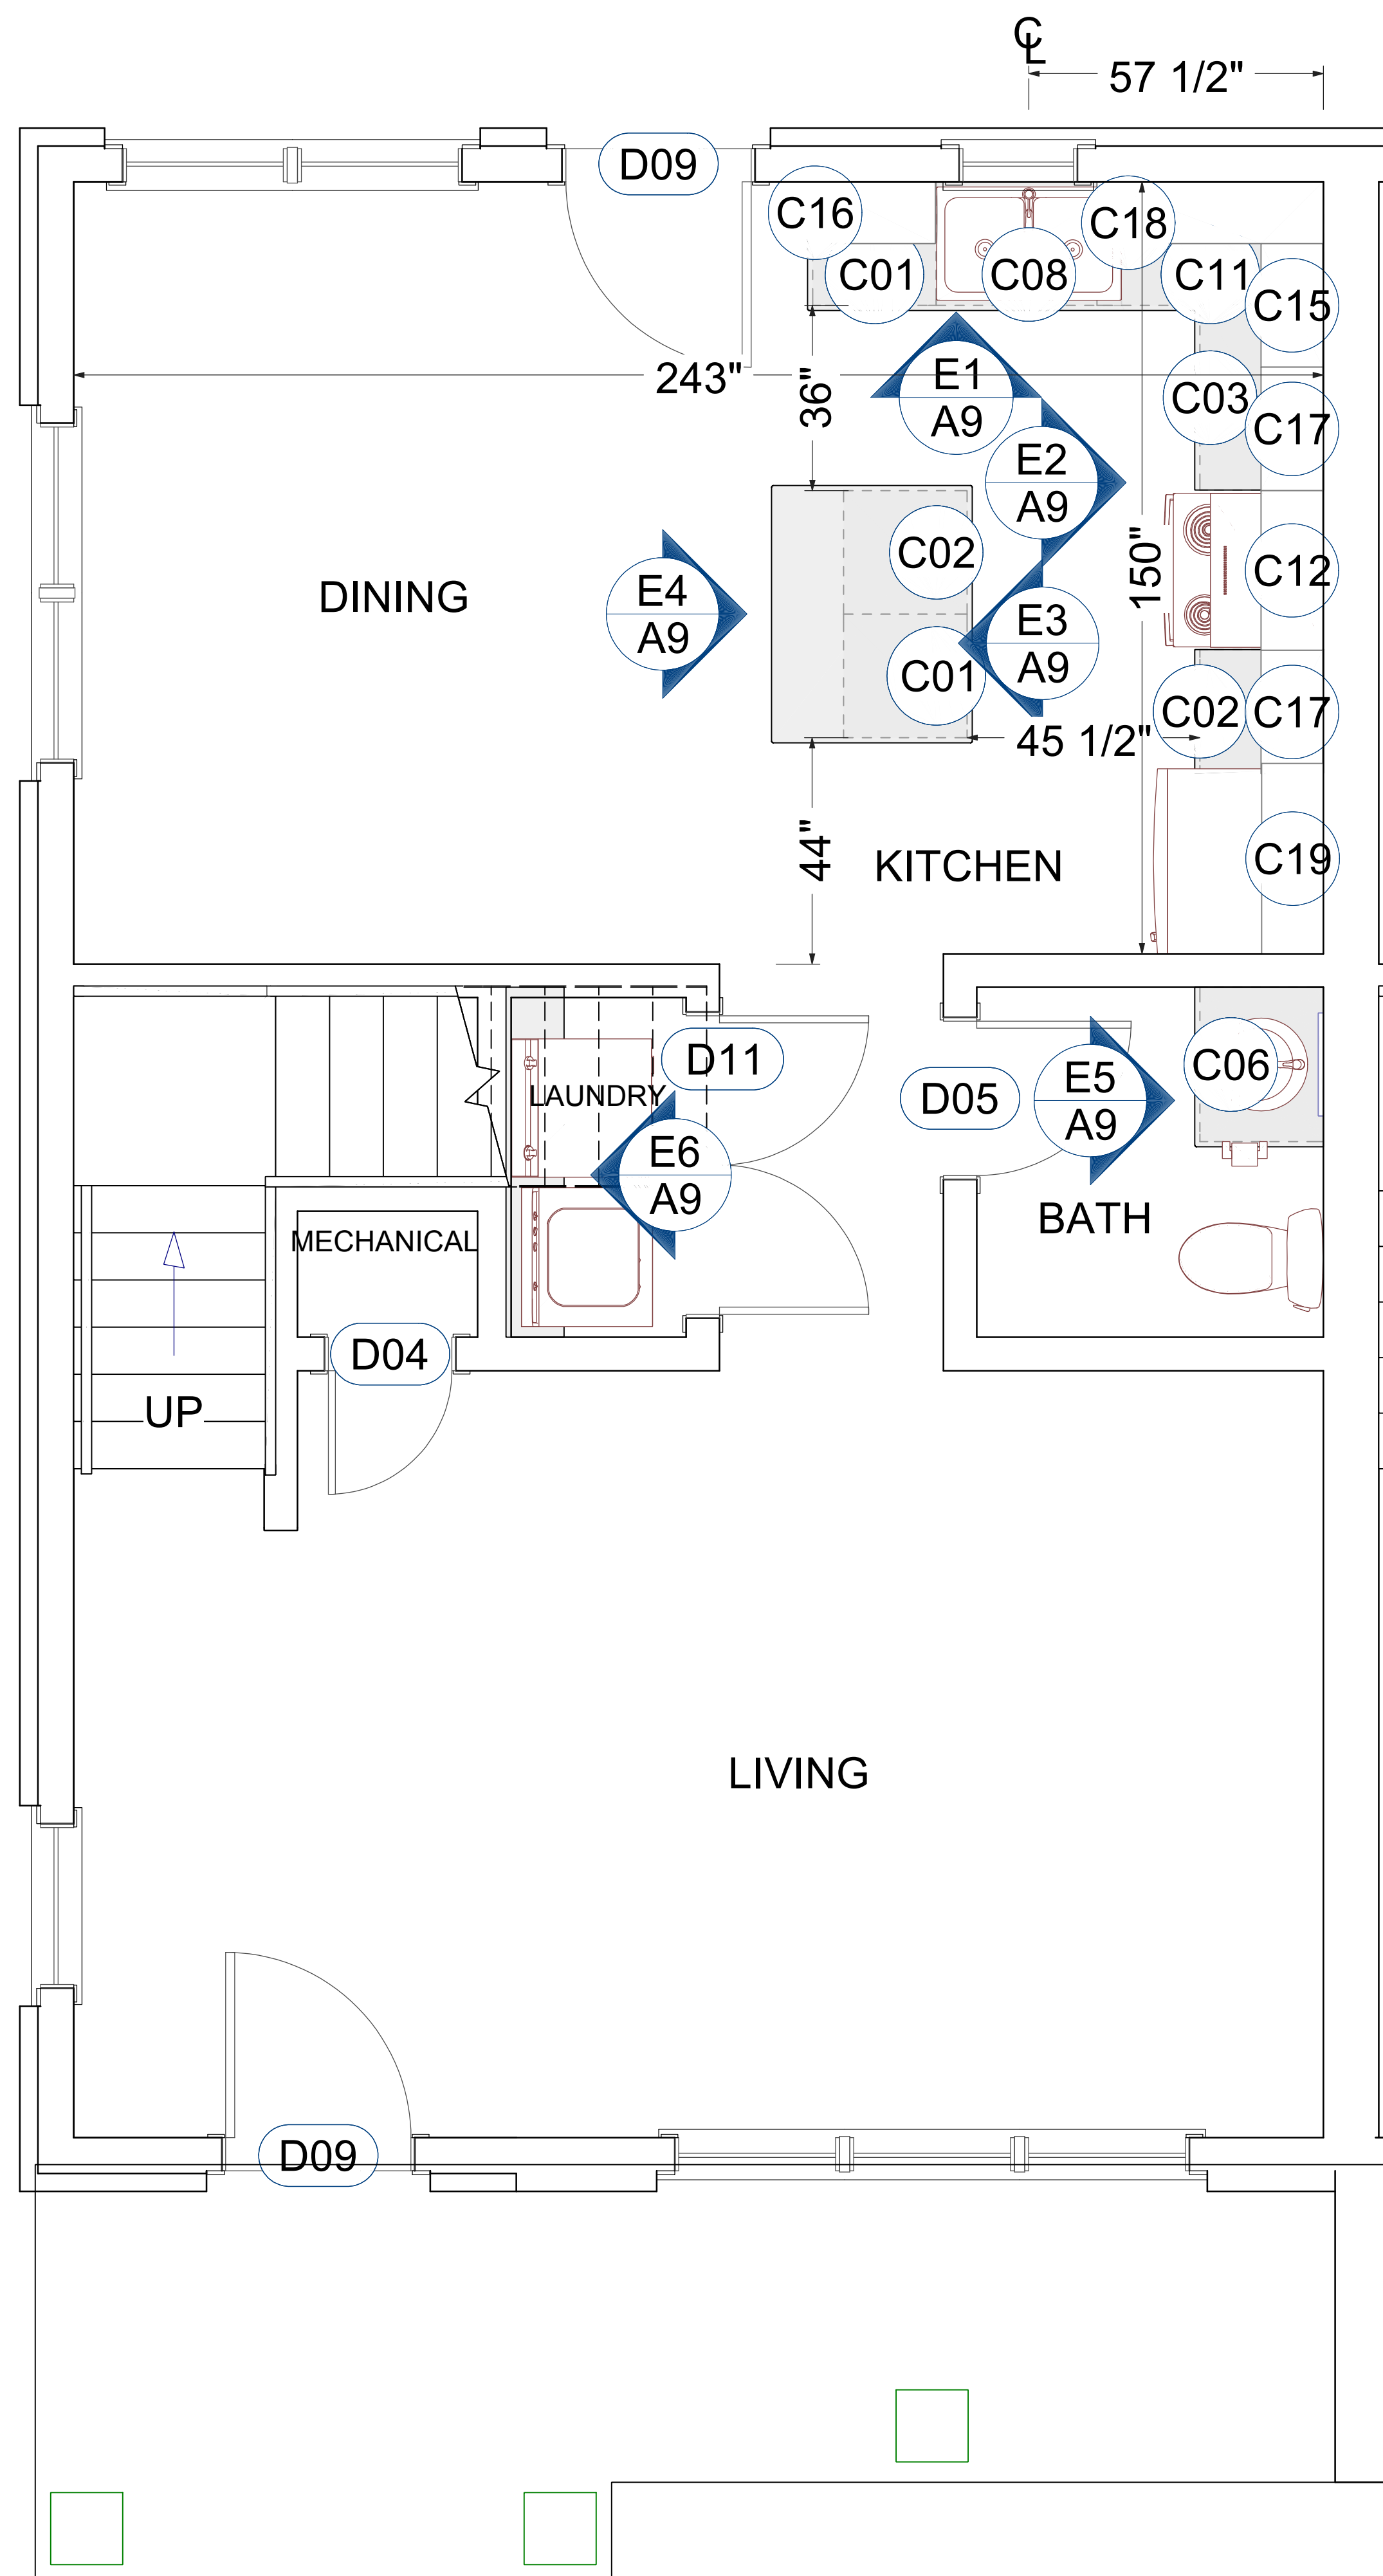 ℄
57 1/2"
D09
C16
C18
C01
C08
C11
C15
243"
36"
E1
A9
C03
C17
E2
A9
C02
150"
C12
DINING
E4
A9
E3
A9
C01
C02
C17
45 1/2"
44"
KITCHEN
C19
D11
LAUNDRY
D05
E5
A9
C06
E6
A9
BATH
MECHANICAL
D04
UP
LIVING
D09